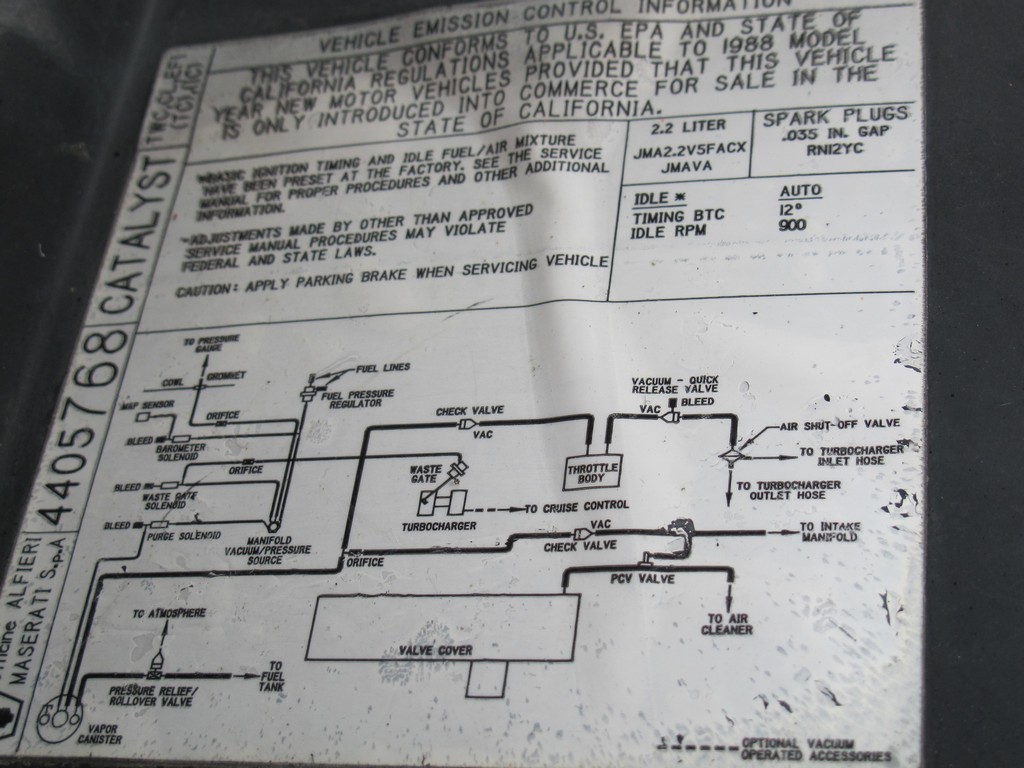 VEHICLE EMISSION CONTROL INFORMATION
THIS VEHICLE CONFORMS TO U.S. EPA AND STATE OF
CALIFORNIA REGULATIONS APPLICABLE TO 1988 MODEL
YEAR NEW MOTOR VEHICLES PROVIDED THAT THIS VEHICLE
IS ONLY INTRODUCED INTO COMMERCE FOR SALE IN THE
STATE OF CALIFORNIA.
*BASIC IGNITION TIMING AND IDLE FUEL/AIR MIXTURE
HAVE BEEN PRESET AT THE FACTORY. SEE THE SERVICE
MANUAL FOR PROPER PROCEDURES AND OTHER ADDITIONAL
INFORMATION.
ADJUSTMENTS MADE BY OTHER THAN APPROVED
SERVICE MANUAL PROCEDURES MAY VIOLATE
FEDERAL AND STATE LAWS.
CAUTION: APPLY PARKING BRAKE WHEN SERVICING VEHICLE
2.2 LITER
JMA2.2V5FACX
JMAVA
SPARK PLUGS
.035 IN. GAP
RN12YC
IDLE * AUTO
TIMING BTC 12°
IDLE RPM 900
MASERATI S.p.A
ALFIERI
4405768
CATALYST
TO PRESSURE
GAUGE
COWL
GROMMET
MAP SENSOR
ORIFICE
BLEED
BAROMETER
SOLENOID
ORIFICE
BLEED
WASTE GATE
SOLENOID
BLEED
PURGE SOLENOID
FUEL LINES
FUEL PRESSURE
REGULATOR
MANIFOLD
VACUUM/PRESSURE
SOURCE
CHECK VALVE
VAC
WASTE
GATE
TURBOCHARGER
TO CRUISE CONTROL
THROTTLE
BODY
VACUUM - QUICK
RELEASE VALVE
VAC
BLEED
AIR SHUT-OFF VALVE
TO TURBOCHARGER
INLET HOSE
TO TURBOCHARGER
OUTLET HOSE
VAC
CHECK VALVE
TO INTAKE
MANIFOLD
ORIFICE
PCV VALVE
TO AIR
CLEANER
VALVE COVER
TO ATMOSPHERE
TO
FUEL
TANK
PRESSURE RELIEF/
ROLLOVER VALVE
VAPOR
CANISTER
OPTIONAL VACUUM
OPERATED ACCESSORIES